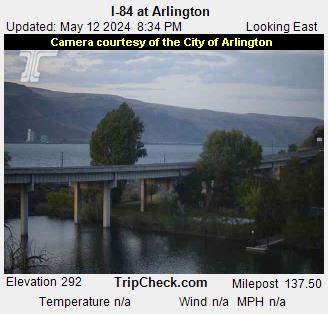 I-84 at Arlington
Updated: May 12 2024 8:34 PM Looking East
Camera courtesy of the City of Arlington
Elevation 292 TripCheck.com Milepost 137.50
Temperature n/a Wind n/a MPH n/a